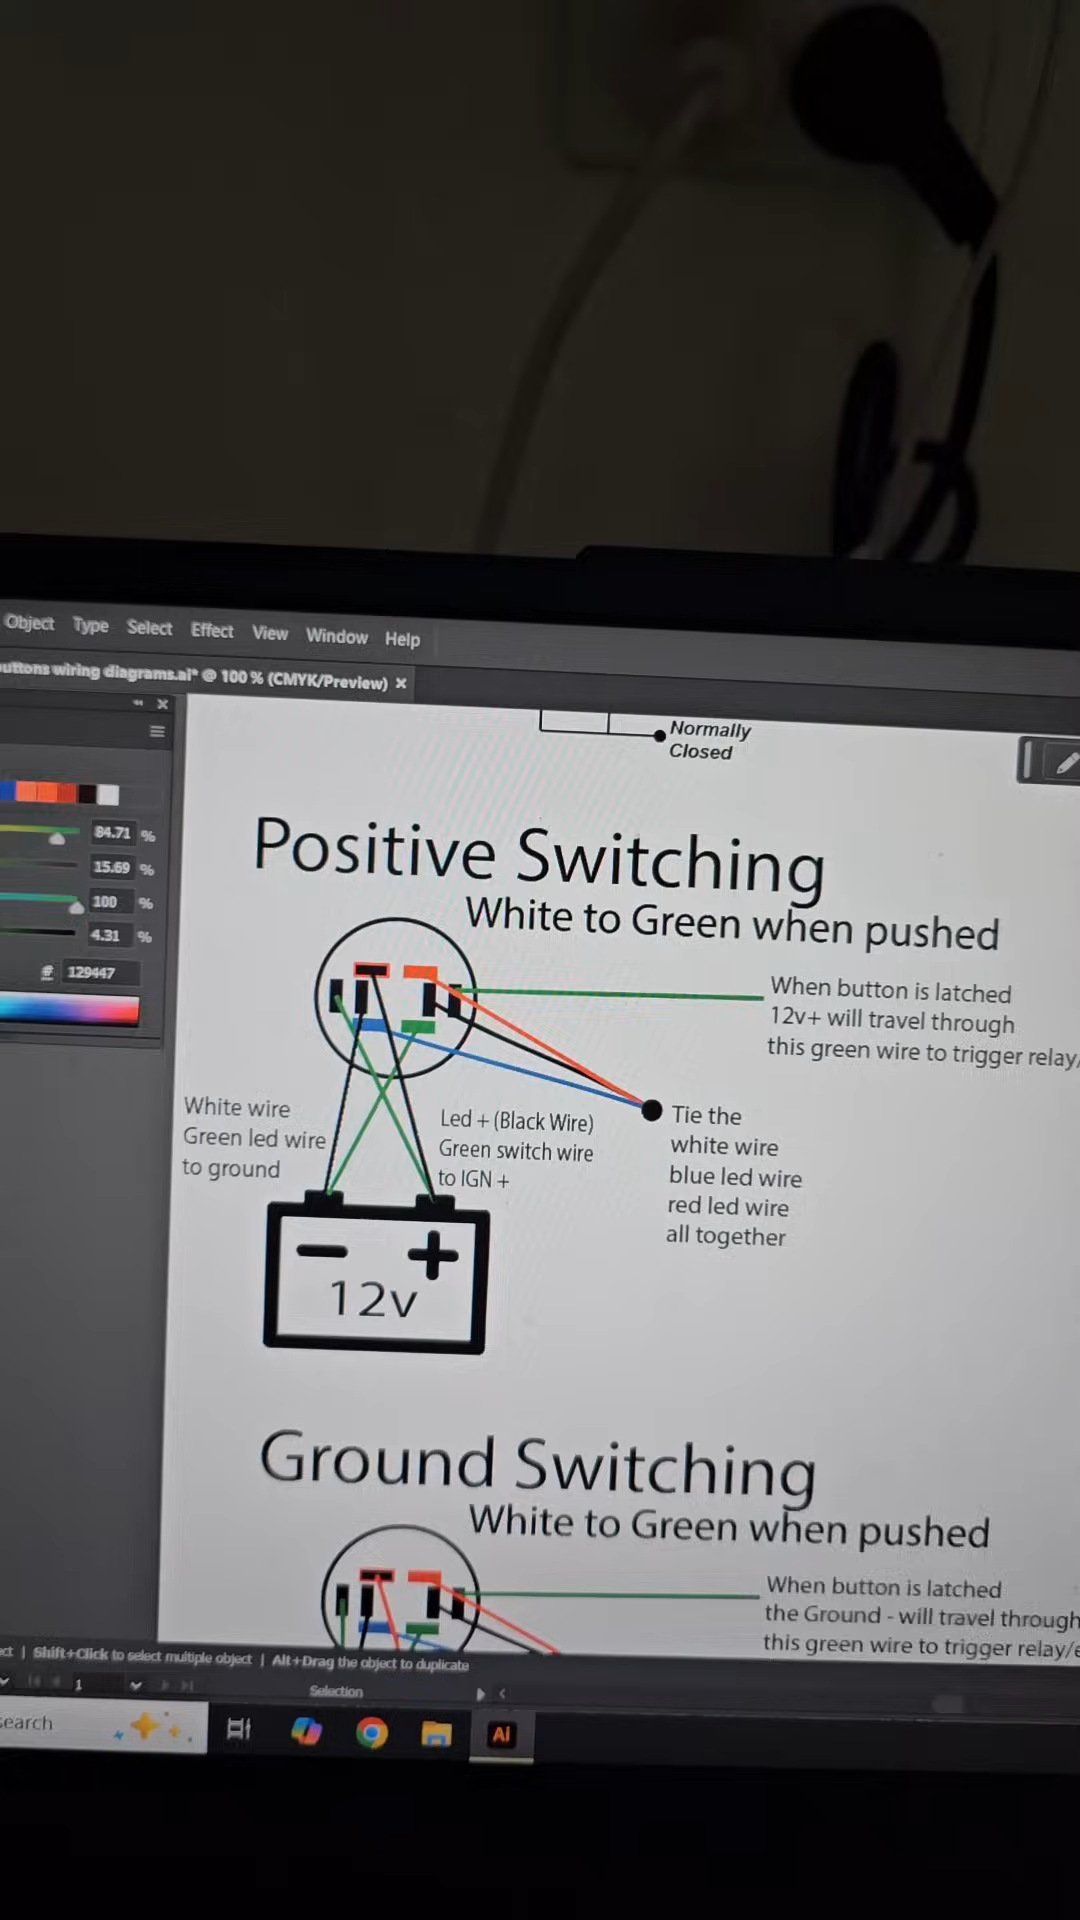 Object Type Select Effect View Window Help
uttons wiring diagrams.ai* @ 100 % (CMYK/Preview) ×
84.71 %
15.69 %
100 %
4.31 %
# 129447
Normally
Closed
Positive Switching
White to Green when pushed
When button is latched
12v+ will travel through
this green wire to trigger relay/
White wire
Green led wire
to ground
Led + (Black Wire)
Green switch wire
to IGN +
Tie the
white wire
blue led wire
red led wire
all together
− +
12v
Ground Switching
White to Green when pushed
When button is latched
the Ground - will travel through
this green wire to trigger relay/e
ect | Shift+Click to select multiple object | Alt+Drag the object to duplicate
1
Selection
search
Ai